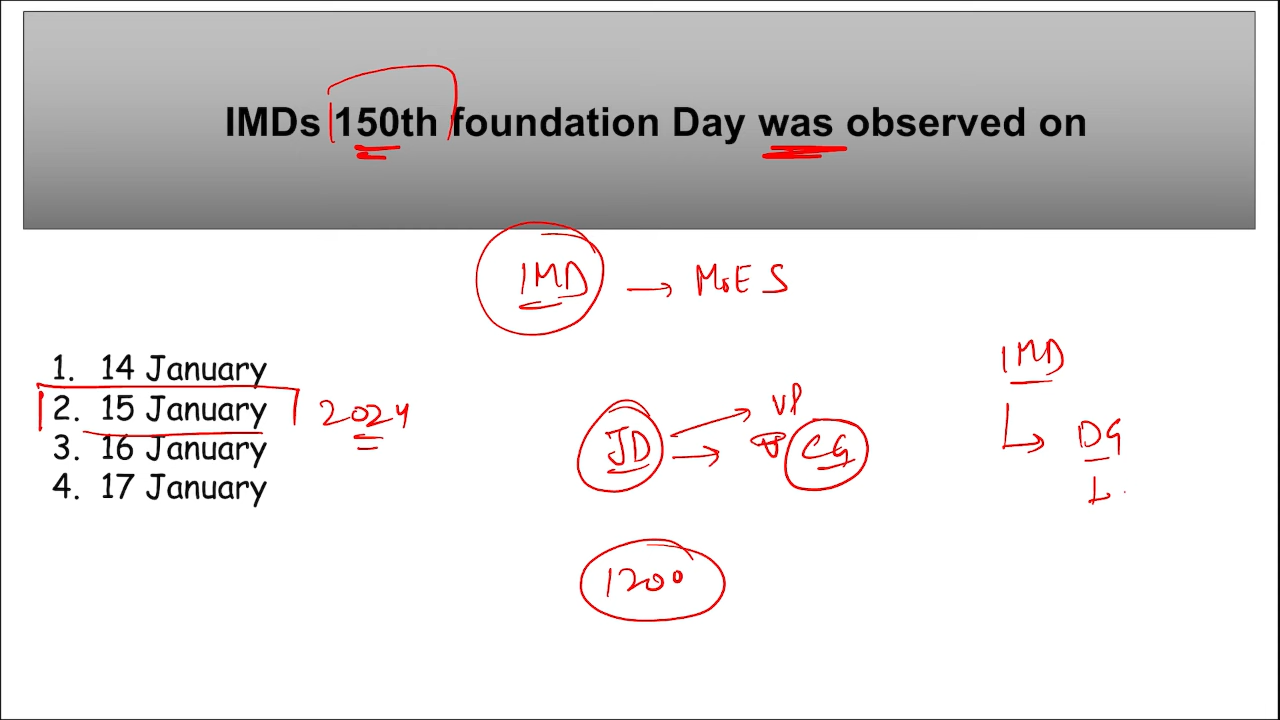 IMDs 150th foundation Day was observed on
IMD → MoES
1. 14 January
2. 15 January 2024
3. 16 January
4. 17 January
JD → VP
→ CG
IMD
DG
1200